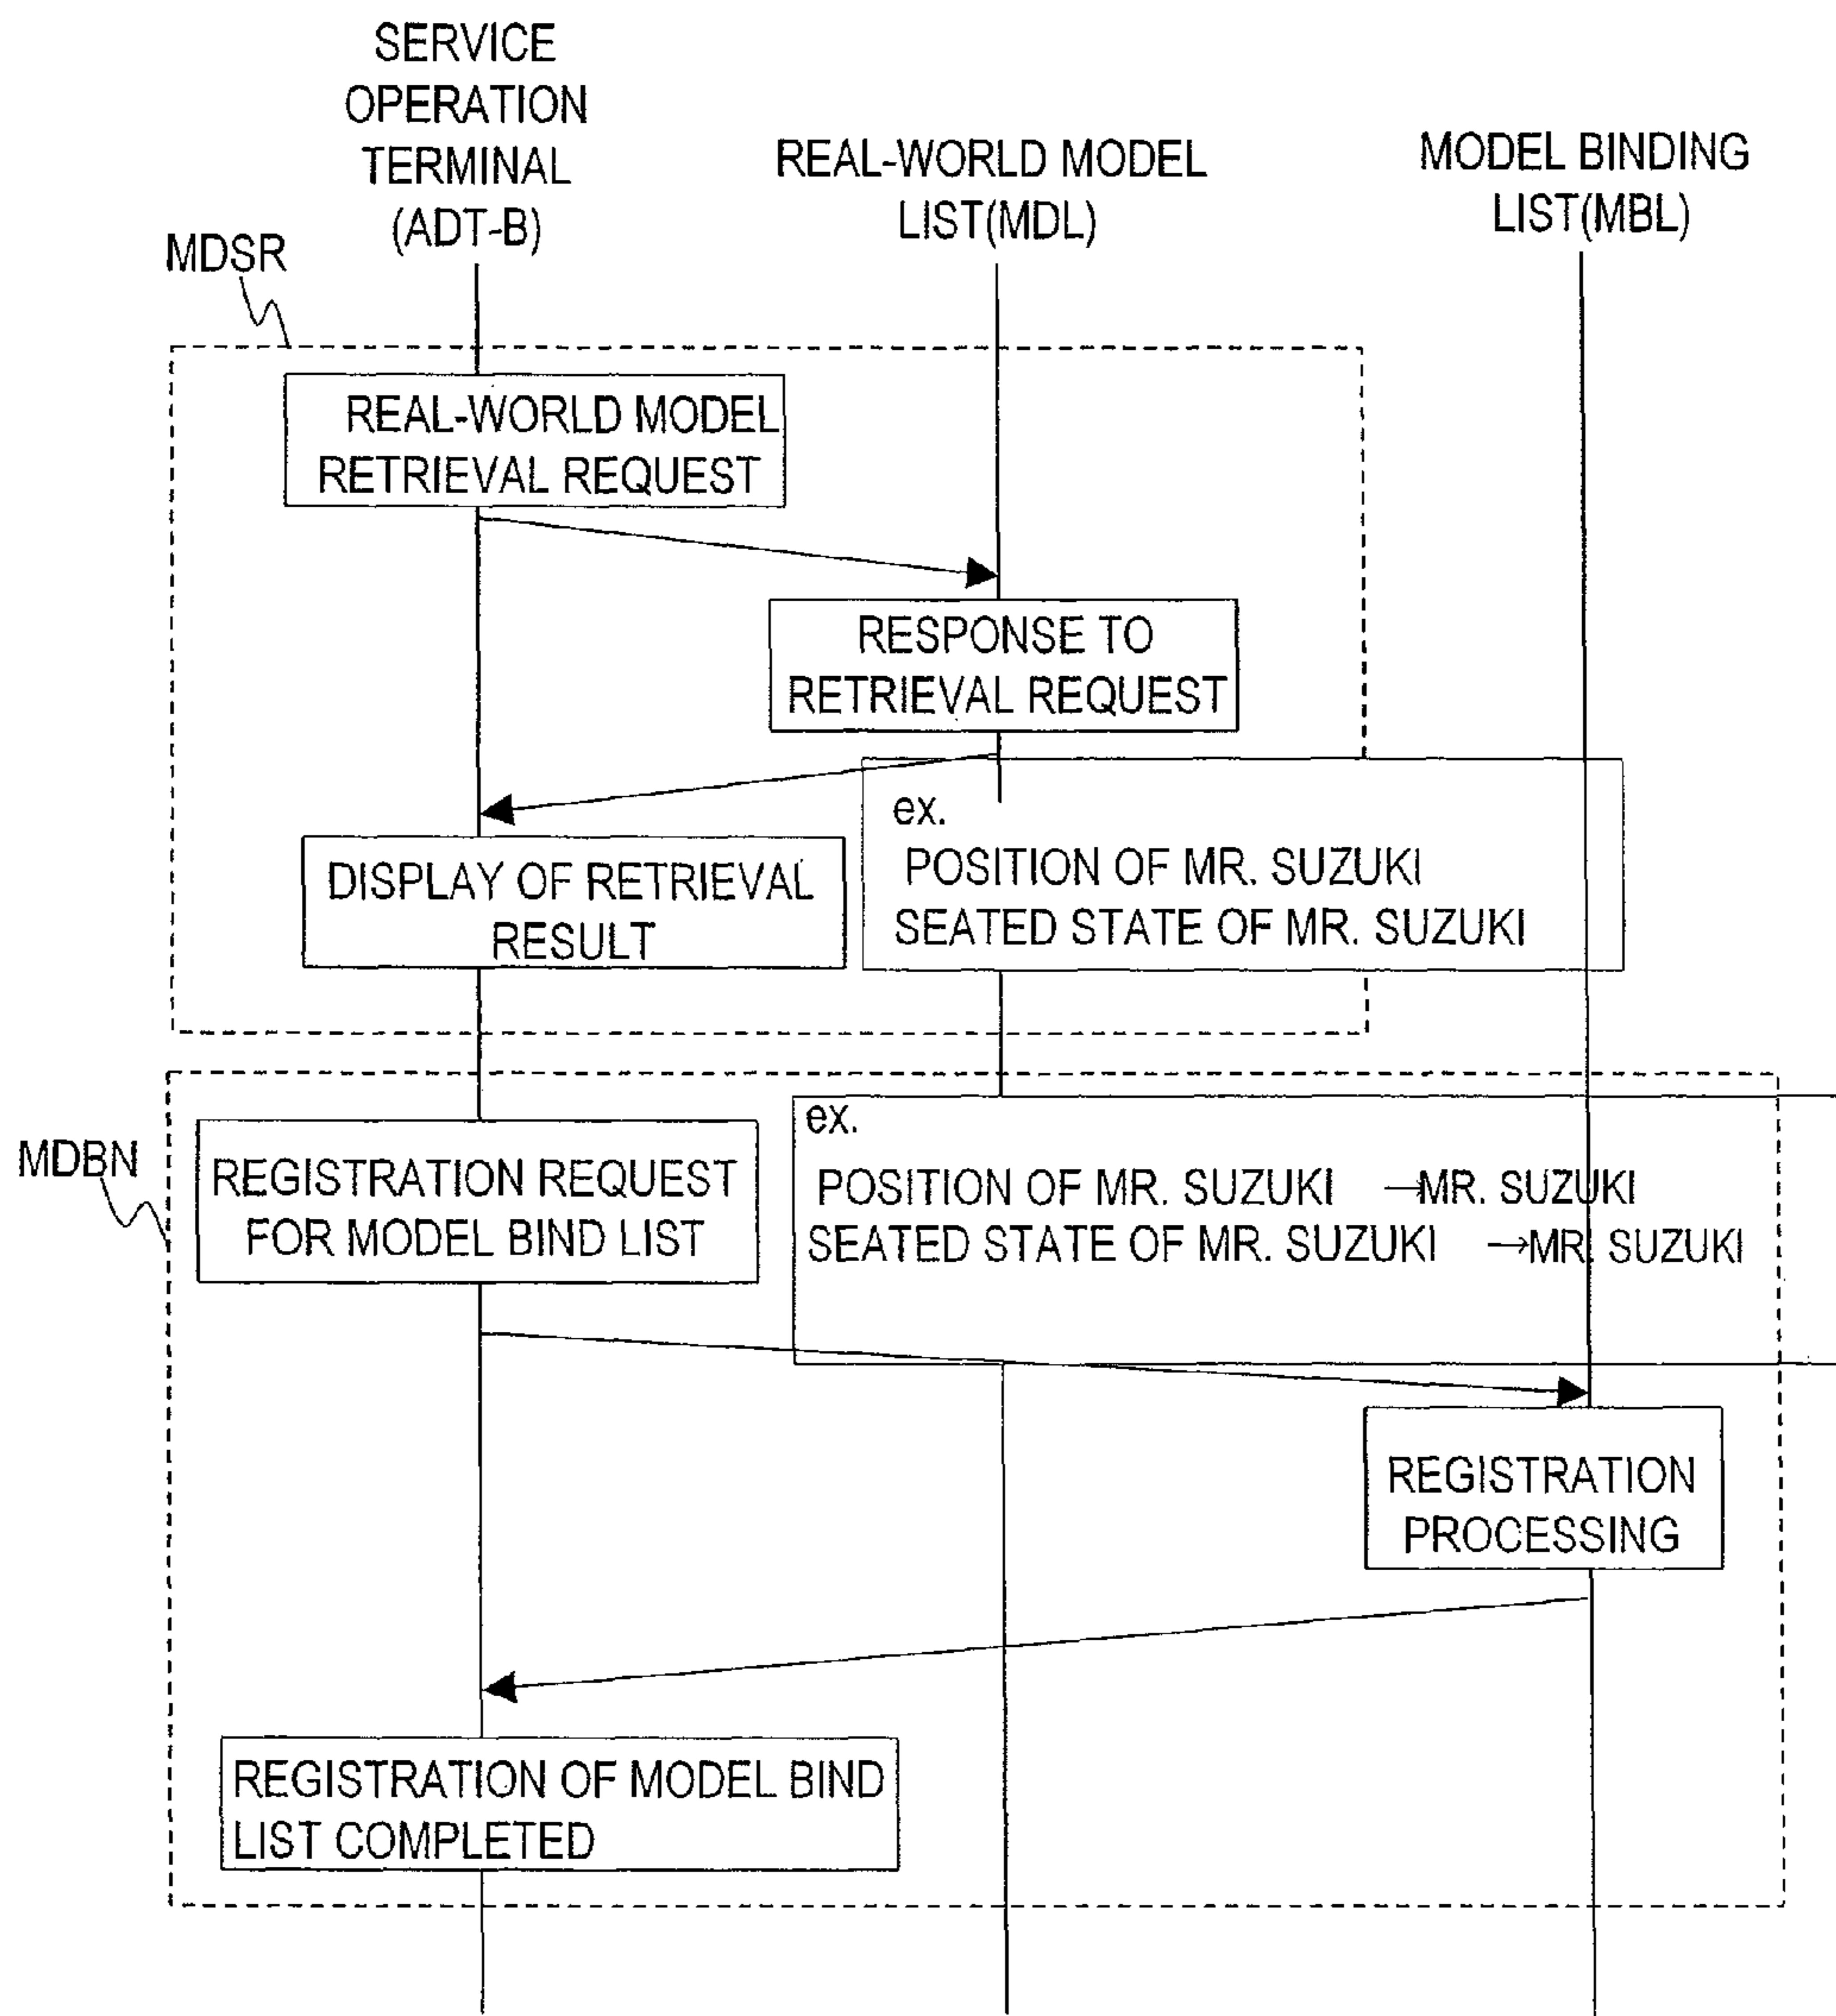 SERVICE
OPERATION
TERMINAL
(ADT-B)
REAL-WORLD MODEL
LIST(MDL)
MODEL BINDING
LIST(MBL)
MDSR
REAL-WORLD MODEL
RETRIEVAL REQUEST
RESPONSE TO
RETRIEVAL REQUEST
ex.
POSITION OF MR. SUZUKI
SEATED STATE OF MR. SUZUKI
DISPLAY OF RETRIEVAL
RESULT
MDBN
REGISTRATION REQUEST
FOR MODEL BIND LIST
ex.
POSITION OF MR. SUZUKI →MR. SUZUKI
SEATED STATE OF MR. SUZUKI →MR. SUZUKI
REGISTRATION
PROCESSING
REGISTRATION OF MODEL BIND
LIST COMPLETED